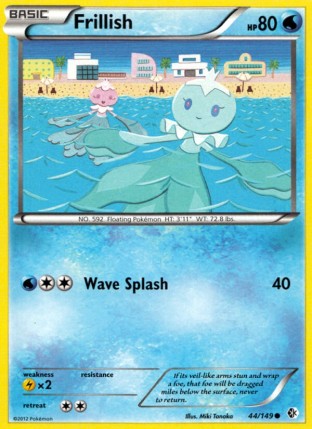 BASIC
Frillish
HP80
NO. 592 Floating Pokémon HT: 3'11" WT: 72.8 lbs.
Wave Splash 40
weakness
×2
resistance
retreat
If its veil-like arms stun and wrap
a foe, that foe will be dragged
miles below the surface, never
to return.
Illus. Miki Tanaka
44/149
©2012 Pokémon